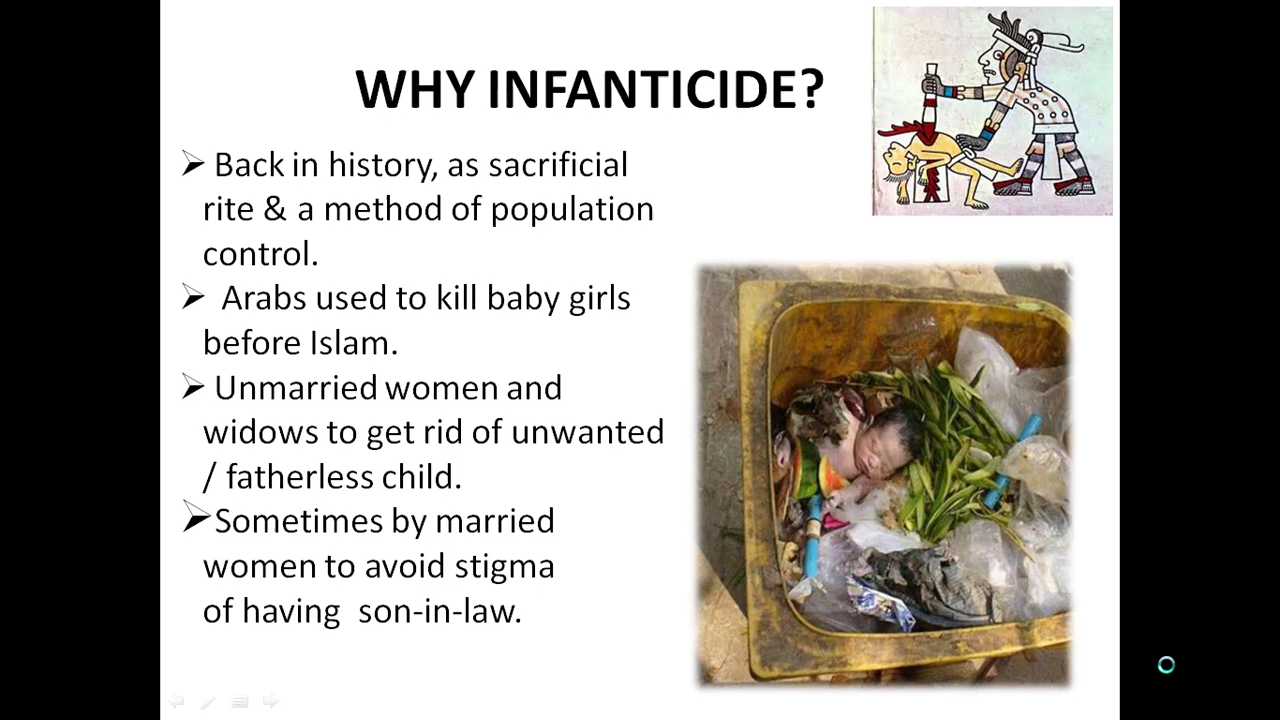 WHY INFANTICIDE?
➢ Back in history, as sacrificial
rite & a method of population
control.
➢ Arabs used to kill baby girls
before Islam.
➢ Unmarried women and
widows to get rid of unwanted
/ fatherless child.
➢Sometimes by married
women to avoid stigma
of having son-in-law.